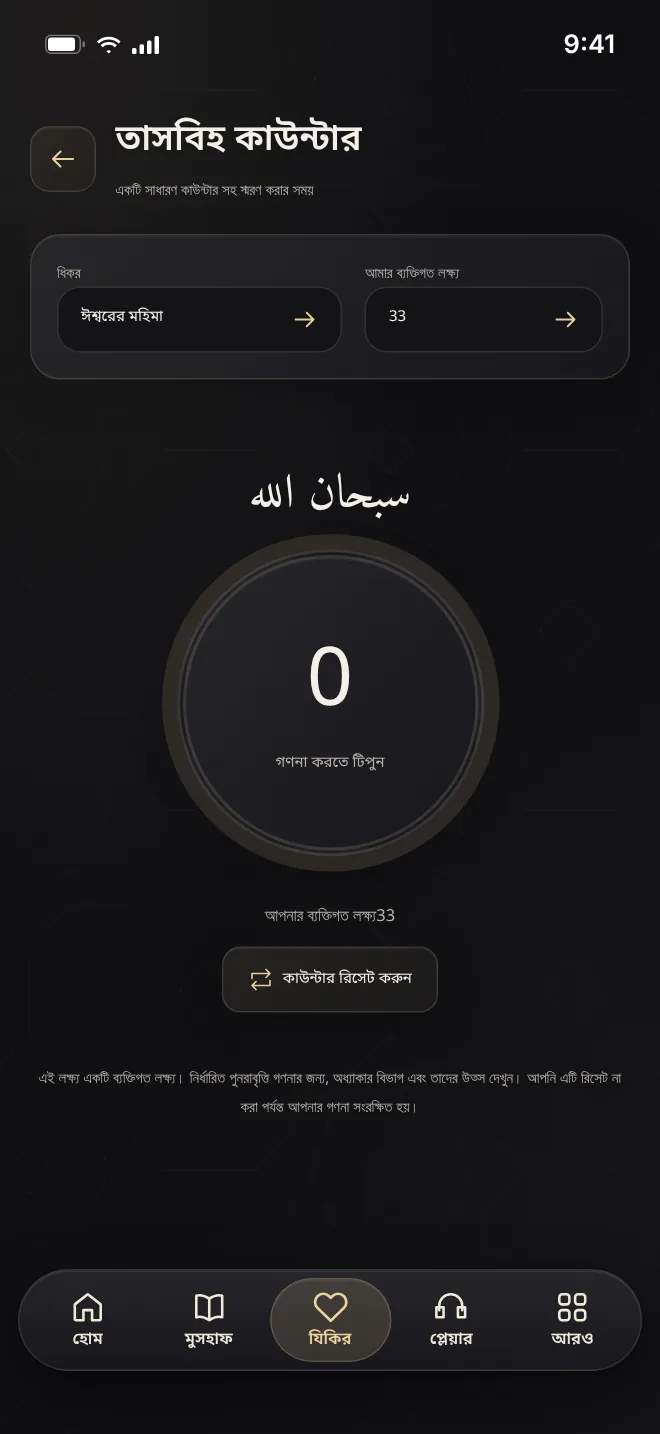 9:41
তাসবিহ কাউন্টার
একটি সাধারণ কাউন্টার সহ স্মরণ করার সময়
ধিকর
আমার ব্যক্তিগত লক্ষ্য
ঈশ্বরের মহিমা
33
سبحان الله
0
গণনা করতে টিপুন
আপনার ব্যক্তিগত লক্ষ্য33
কাউন্টার রিসেট করুন
এই লক্ষ্য একটি ব্যক্তিগত লক্ষ্য। নির্ধারিত পুনরাবৃত্তি গণনার জন্য, অধ্যাকার বিভাগ এবং তাদের উত্স দেখুন। আপনি এটি রিসেট না
করা পর্যন্ত আপনার গণনা সংরক্ষিত হয়।
হোম
মুসহাফ
যিকির
প্লেয়ার
আরও